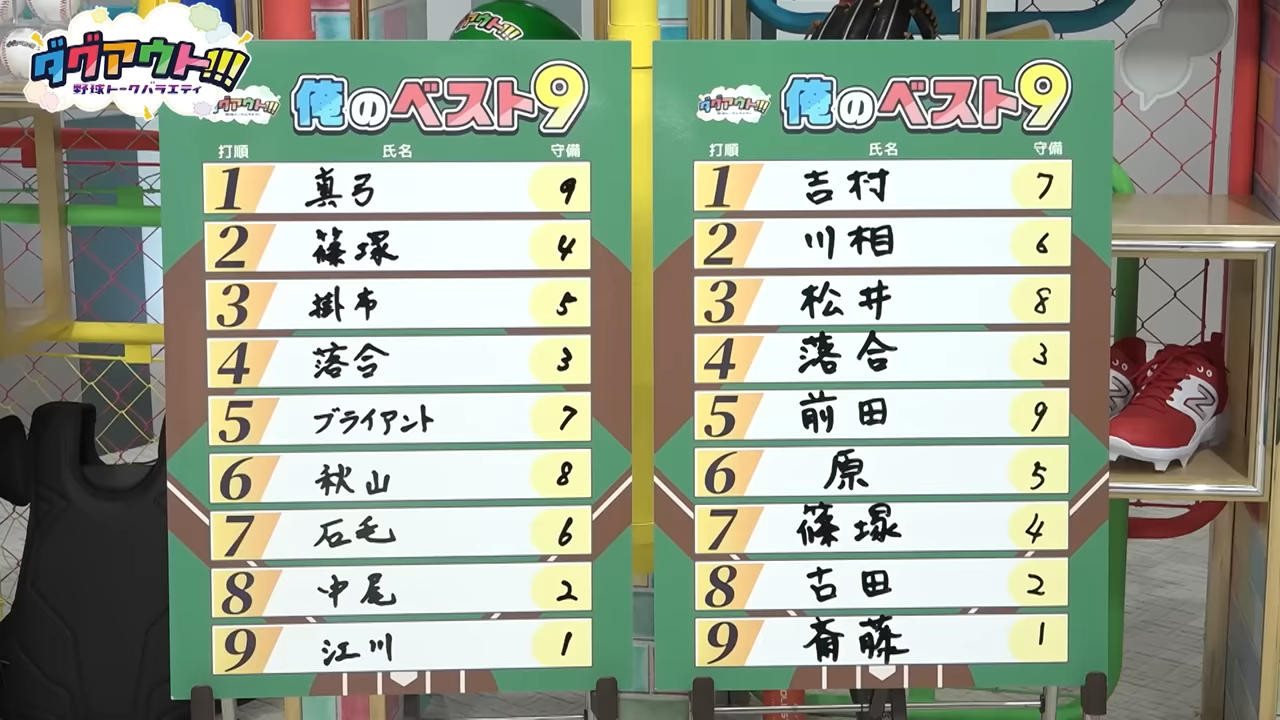 ダグアウト!!!
野球トークバラエティ
ダグアウト!!!
俺のベスト9
打順 氏名 守備
1 真弓 9
2 篠塚 4
3 掛布 5
4 落合 3
5 ブライアント 7
6 秋山 8
7 石毛 6
8 中尾 2
9 江川 1
ダグアウト!!!
俺のベスト9
打順 氏名 守備
1 吉村 7
2 川相 6
3 松井 8
4 落合 3
5 前田 9
6 原 5
7 篠塚 4
8 古田 2
9 斉藤 1